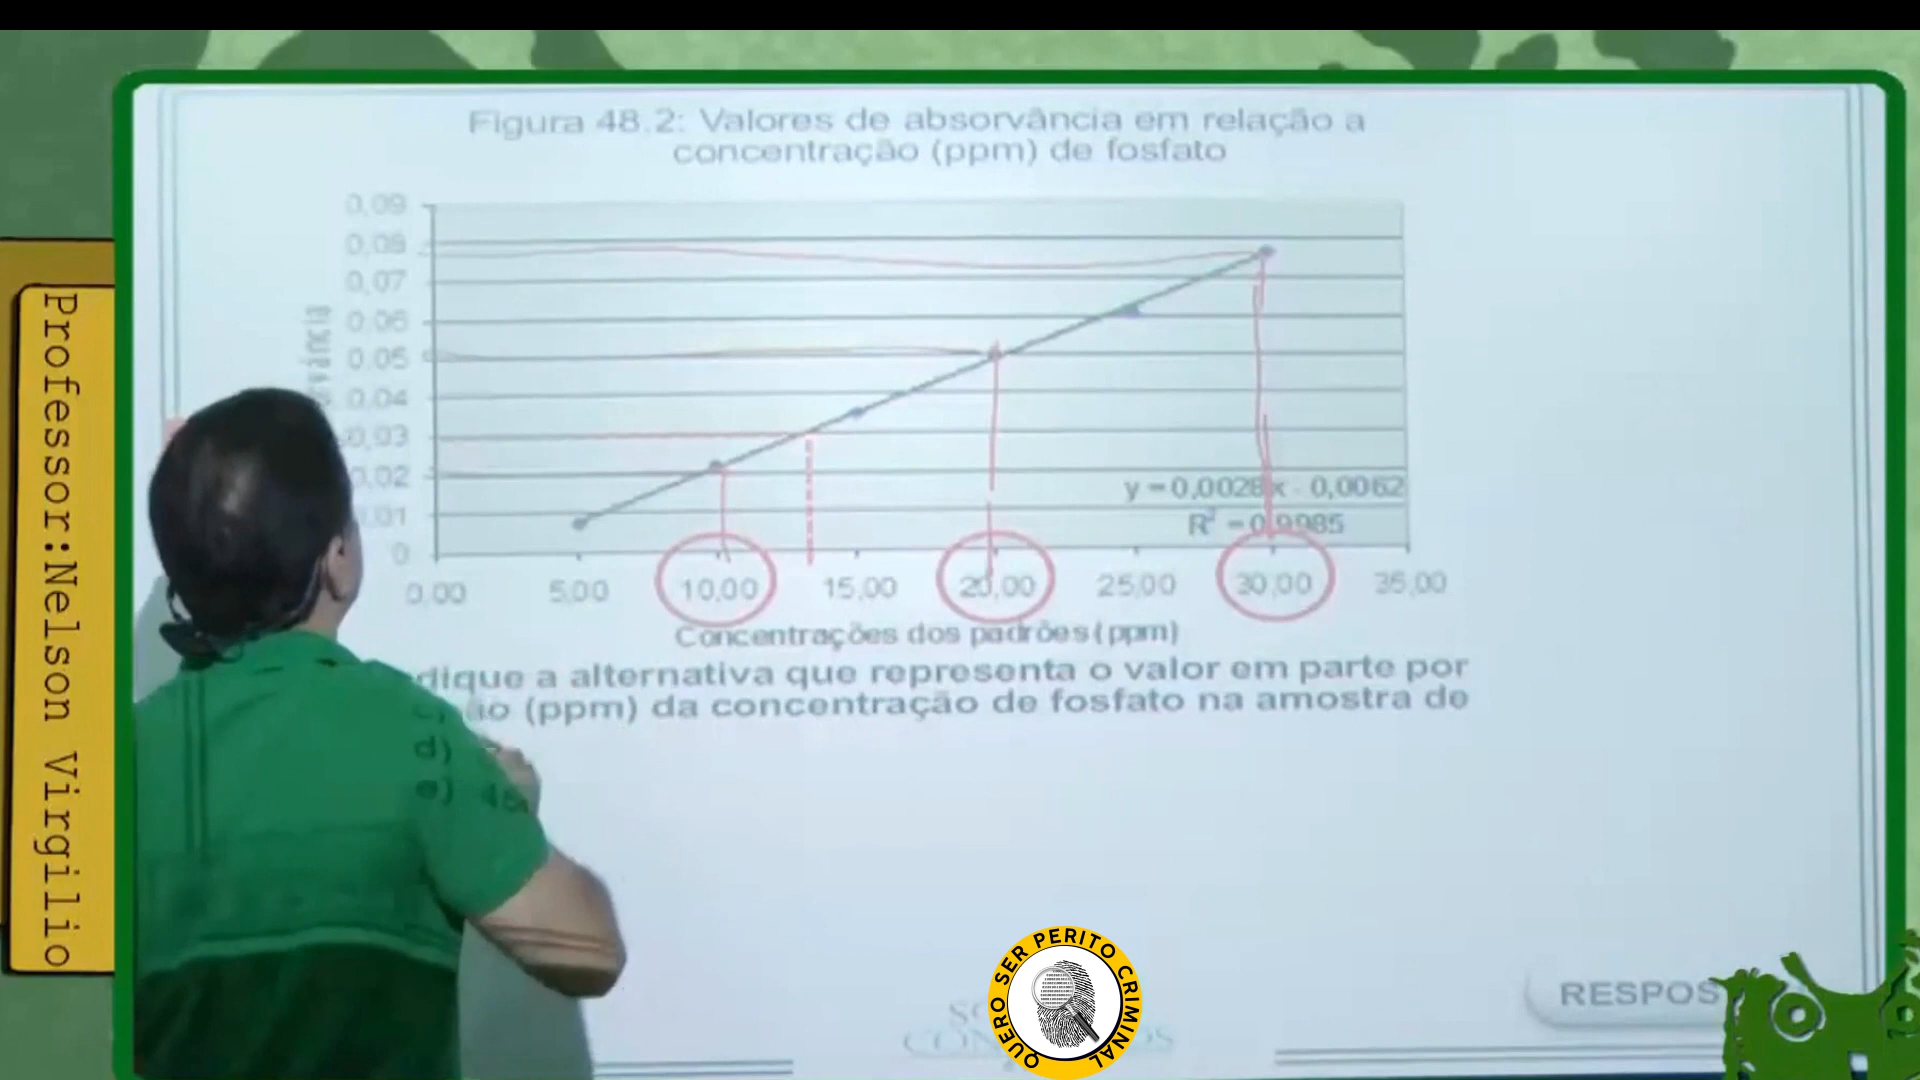 Figura 48.2: Valores de absorvância em relação a
concentração (ppm) de fosfato
0,09
0,08
0,07
0,06
0,05
0,04
0,03
0,02
0
y = 0,0028x - 0,0062
R² = 0,9985
0,00 5,00 10,00 15,00 20,00 25,00 30,00 35,00
Concentrações dos padrões (ppm)
a alternativa que representa o valor em parte por
(ppm) da concentração de fosfato na amostra de
d)
e)
Professor:Nelson Virgilio
QUERO SER PERITO CRIMINAL